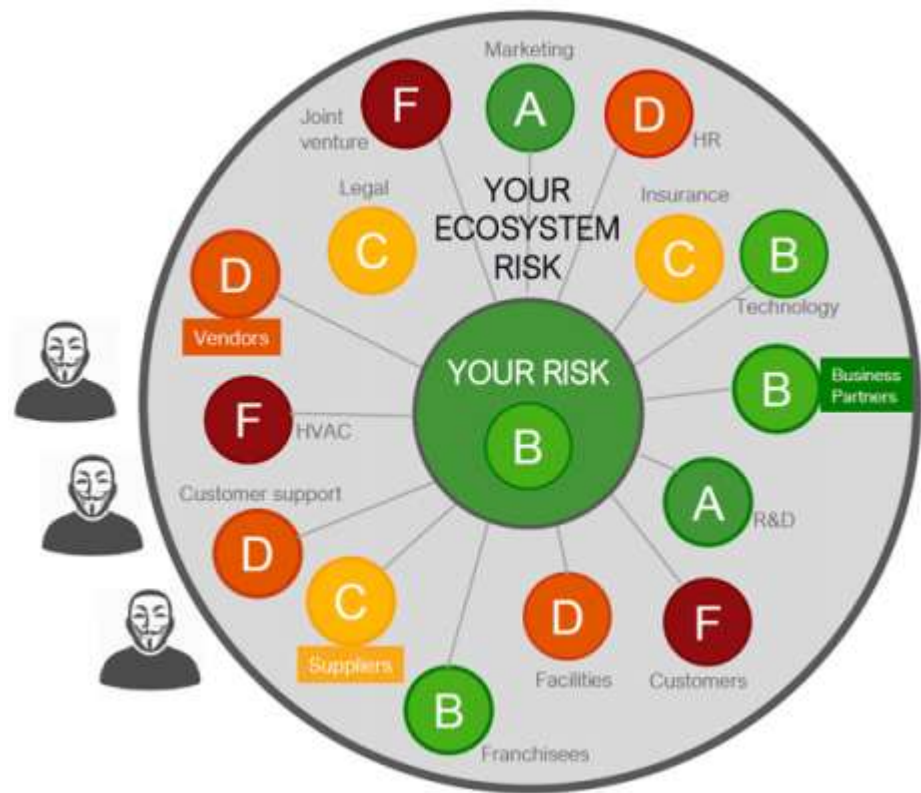 Marketing
F
A
D
Joint
venture
HR
YOUR
ECOSYSTEM
RISK
Legal
C
Insurance
C
B
Technology
D
Vendors
YOUR RISK
B
B
Business
Partners
F
HVAC
Customer support
D
A
R&D
C
Suppliers
D
Facilities
F
Customers
B
Franchisees